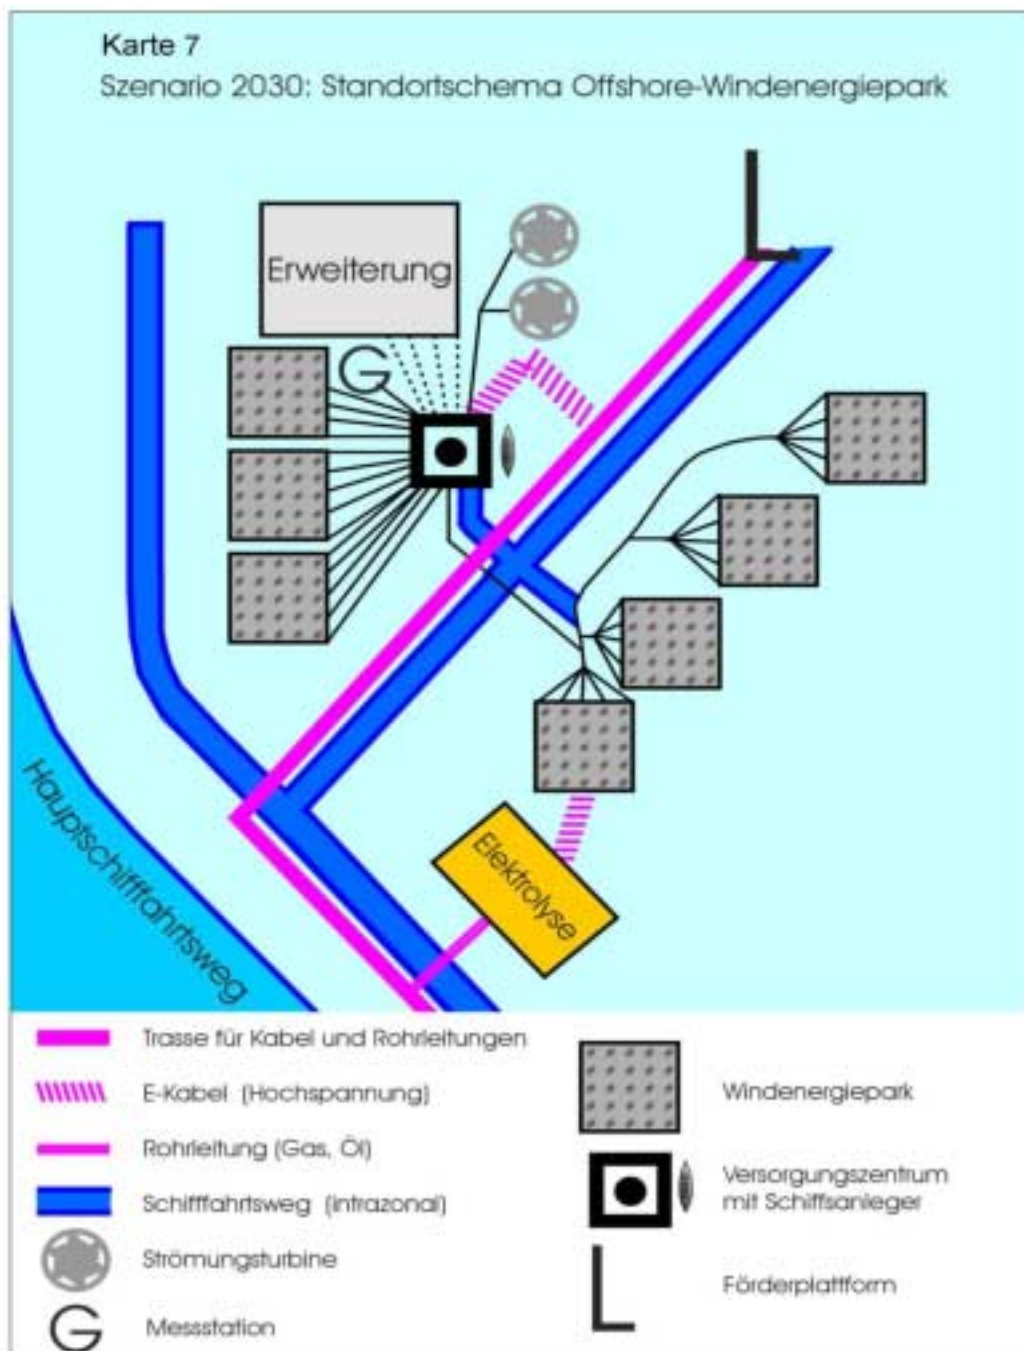 Karte 7
Szenario 2030: Standortschema Offshore-Windenergiepark
Erweiterung
G
Elektrolyse
Hauptschifffahrtsweg
Trasse für Kabel und Rohrleitungen
E-Kabel (Hochspannung)
Rohrleitung (Gas, Öl)
Schifffahrtsweg (intrazonal)
Strömungsturbine
G Messstation
Windenergiepark
Versorgungszentrum
mit Schiffsanleger
Förderplattform